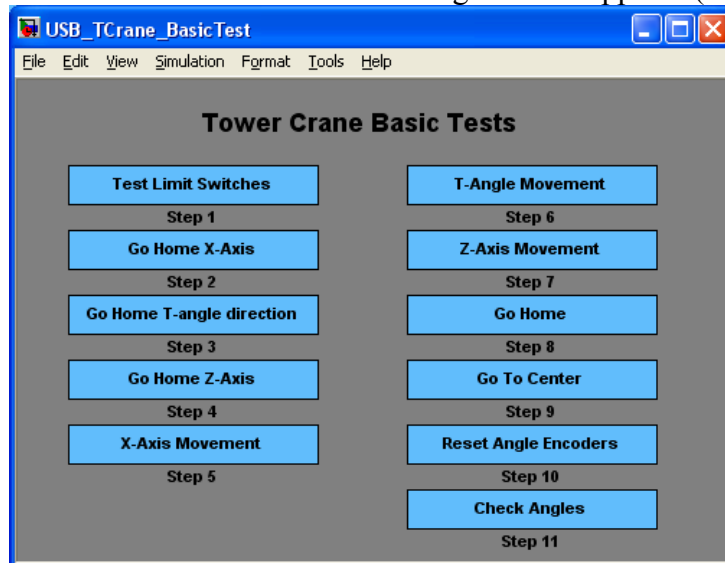 USB_TCrane_BasicTest
File Edit View Simulation Format Tools Help
Tower Crane Basic Tests
Test Limit Switches
Step 1
Go Home X-Axis
Step 2
Go Home T-angle direction
Step 3
Go Home Z-Axis
Step 4
X-Axis Movement
Step 5
T-Angle Movement
Step 6
Z-Axis Movement
Step 7
Go Home
Step 8
Go To Center
Step 9
Reset Angle Encoders
Step 10
Check Angles
Step 11